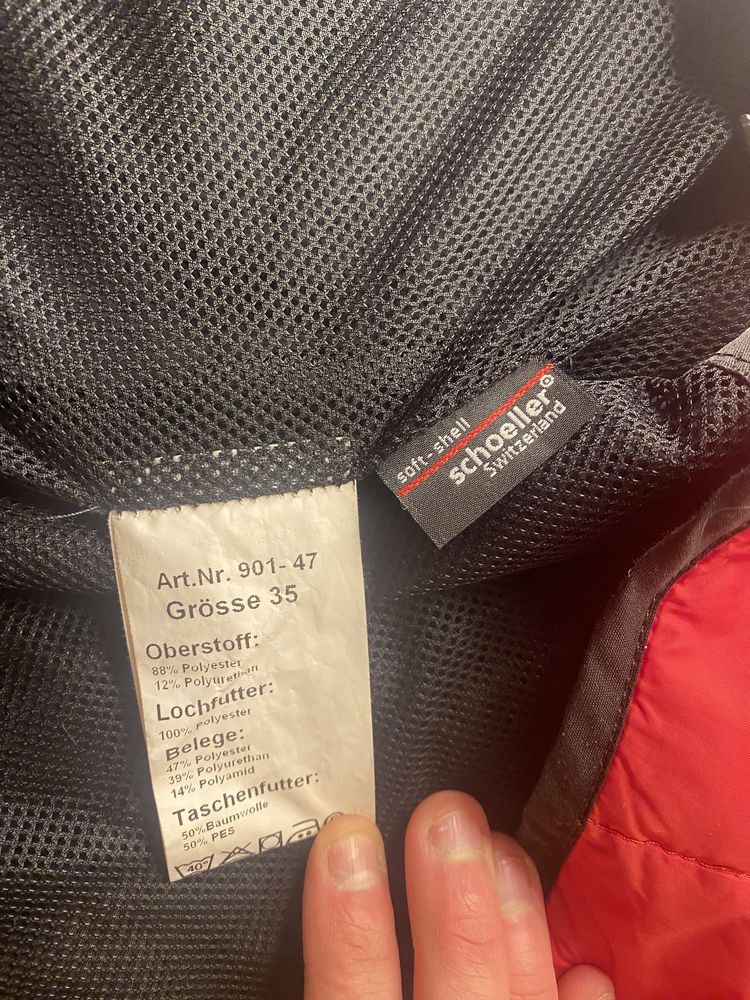 soft-shell
schoeller®
Switzerland
Art.Nr. 901-47
Grösse 35
Oberstoff:
88% Polyester
12% Polyurethan
Lochfutter:
100% Polyester
Belege:
47% Polyester
39% Polyurethan
14% Polyamid
Taschenfutter:
50%Baumwolle
50% PES
40°